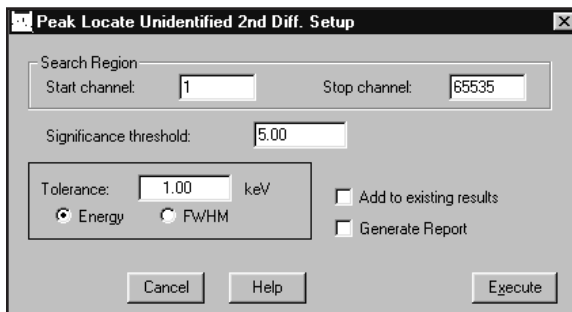 Peak Locate Unidentified 2nd Diff. Setup
Search Region
Start channel: 1 Stop channel: 65535
Significance threshold: 5.00
Tolerance: 1.00 keV
Energy FWHM
Add to existing results
Generate Report
Cancel Help Execute